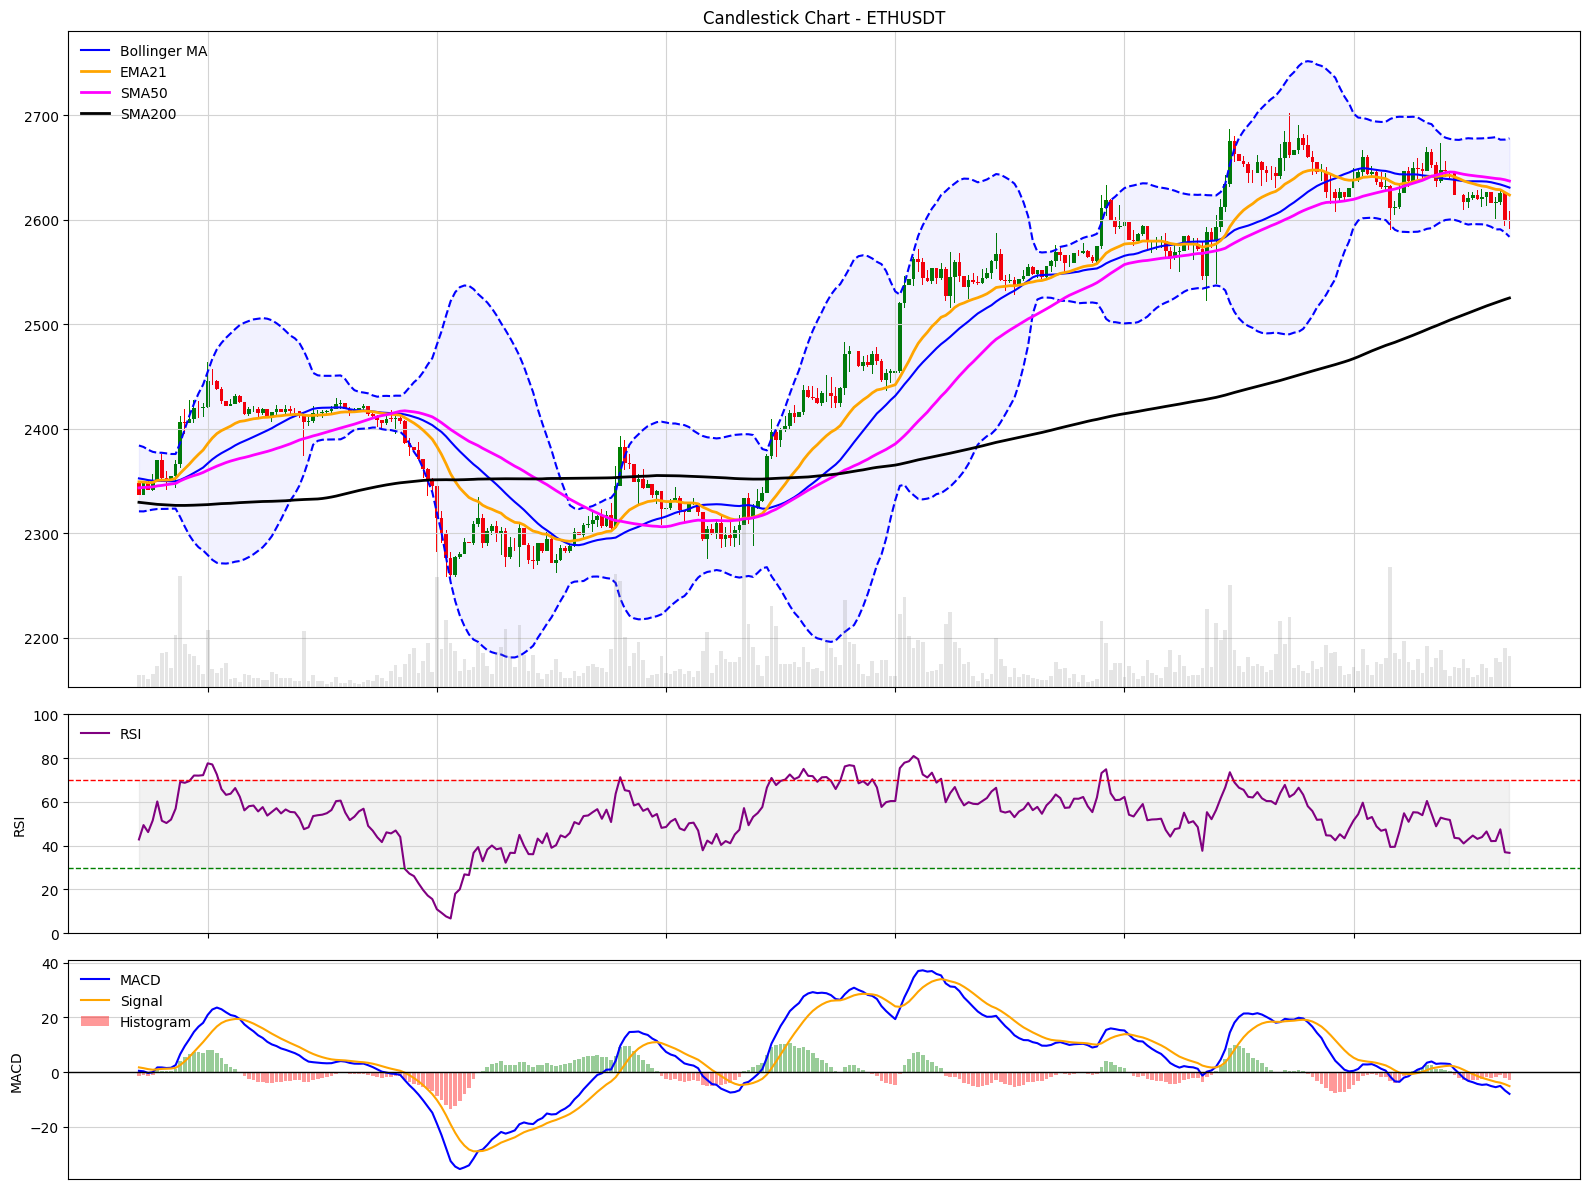 Candlestick Chart - ETHUSDT
Bollinger MA
EMA21
SMA50
SMA200
2700
2600
2500
2400
2300
2200
100
80
60
40
20
0
RSI
RSI
40
20
0
−20
MACD
MACD
Signal
Histogram